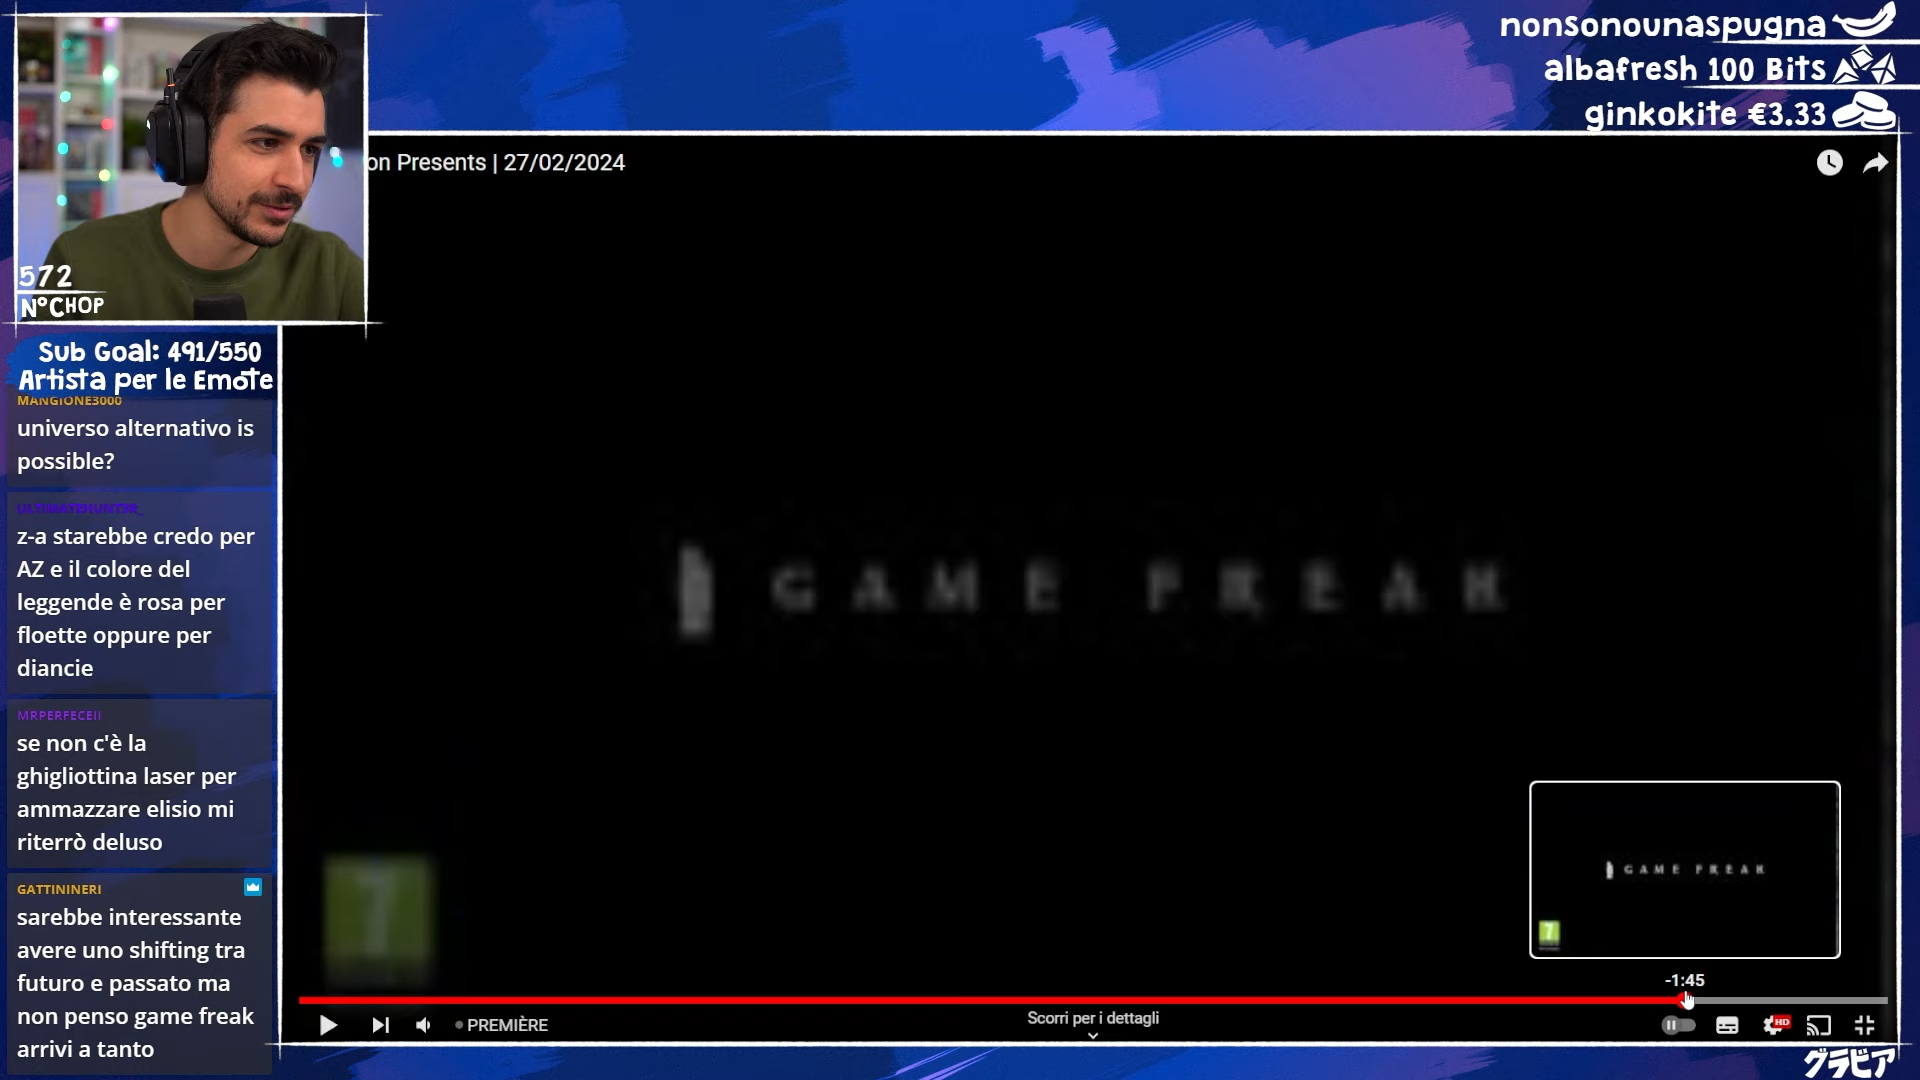 nonsonounaspugna
albafresh 100 Bits
ginkokite €3.33
on Presents | 27/02/2024
572
N°CHOP
Sub Goal: 491/550
Artista per le Emote
MANGIONE3000
universo alternativo is
possible?
ULTIMATEHUNT3R_
z-a starebbe credo per
AZ e il colore del
leggende è rosa per
floette oppure per
diancie
MRPERFECEII
se non c'è la
ghigliottina laser per
ammazzare elisio mi
riterrò deluso
GATTININERI
sarebbe interessante
avere uno shifting tra
futuro e passato ma
non penso game freak
arrivi a tanto
GAME FREAK
7
GAME FREAK
7
-1:45
PREMIÈRE
Scorri per i dettagli
HD
グラビア